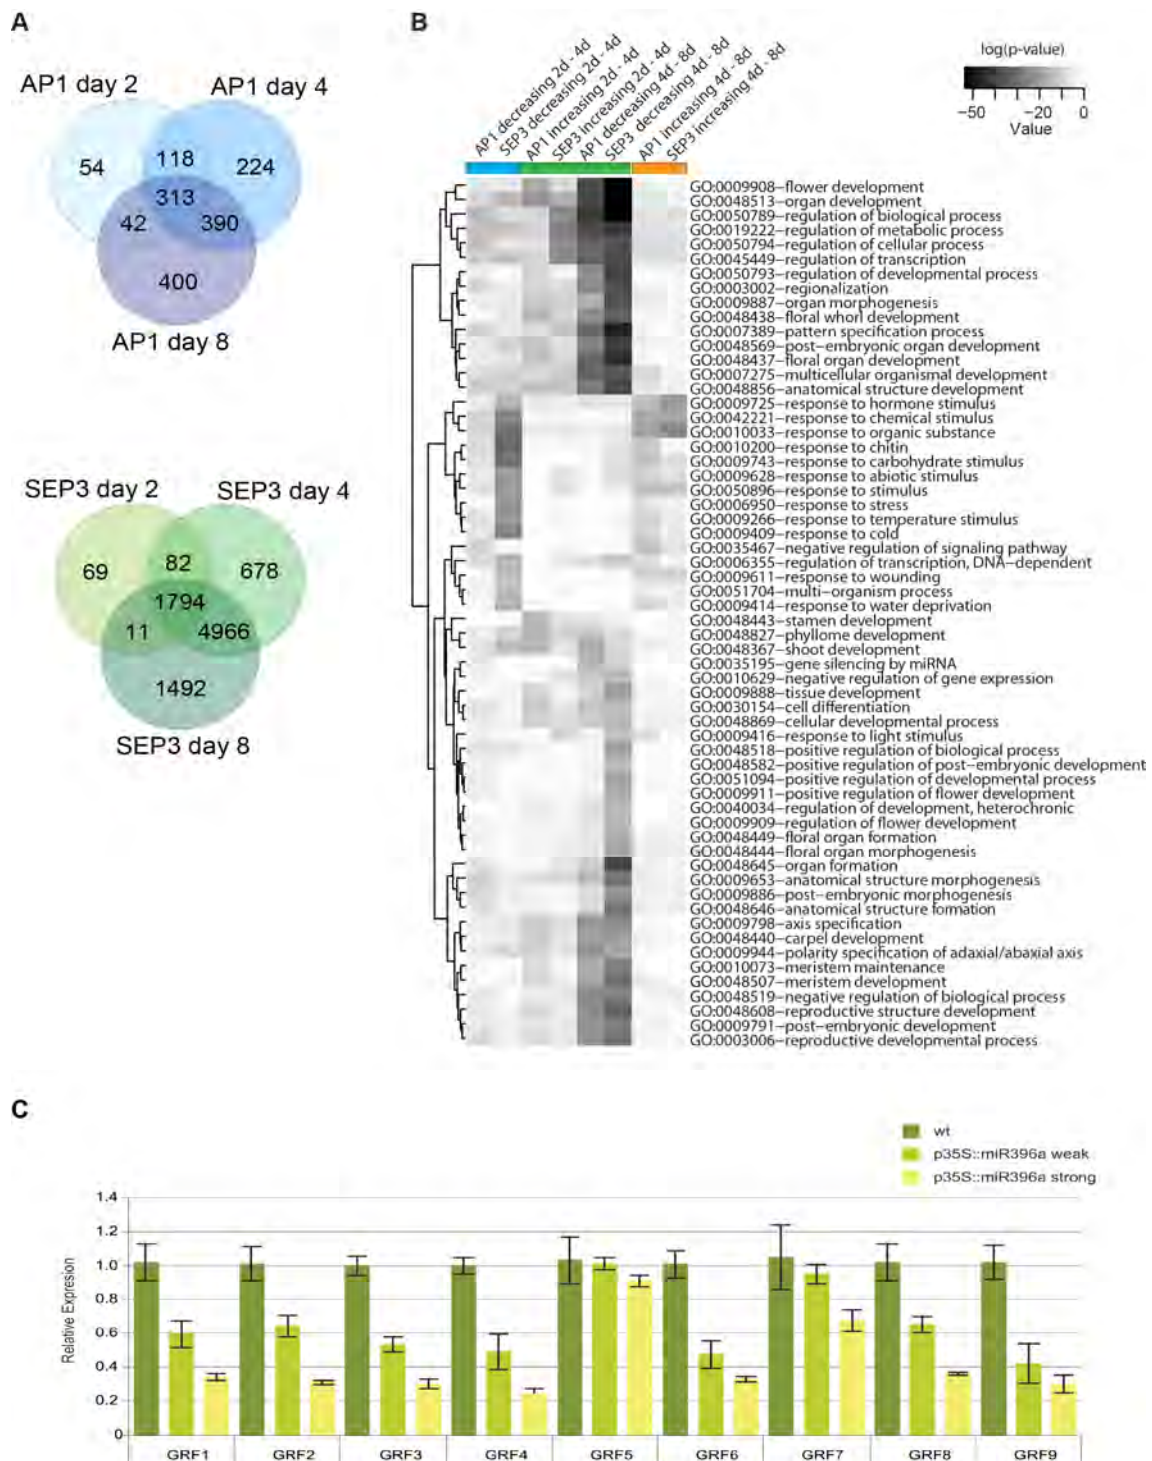 A
AP1 day 2
AP1 day 4
54
118
224
313
42
390
400
AP1 day 8
SEP3 day 2
SEP3 day 4
69
82
678
1794
11
4966
1492
SEP3 day 8
B
AP1 decreasing 2d - 4d
SEP3 decreasing 2d - 4d
AP1 increasing 2d - 4d
SEP3 increasing 2d - 4d
AP1 decreasing 4d - 8d
SEP3 decreasing 4d - 8d
AP1 increasing 4d - 8d
SEP3 increasing 4d - 8d
log(p-value)
−50 −20 0
Value
GO:0009908−flower development
GO:0048513−organ development
GO:0050789−regulation of biological process
GO:0019222−regulation of metabolic process
GO:0050794−regulation of cellular process
GO:0045449−regulation of transcription
GO:0050793−regulation of developmental process
GO:0003002−regionalization
GO:0009887−organ morphogenesis
GO:0048438−floral whorl development
GO:0007389−pattern specification process
GO:0048569−post−embryonic organ development
GO:0048437−floral organ development
GO:0007275−multicellular organismal development
GO:0048856−anatomical structure development
GO:0009725−response to hormone stimulus
GO:0042221−response to chemical stimulus
GO:0010033−response to organic substance
GO:0010200−response to chitin
GO:0009743−response to carbohydrate stimulus
GO:0009628−response to abiotic stimulus
GO:0050896−response to stimulus
GO:0006950−response to stress
GO:0009266−response to temperature stimulus
GO:0009409−response to cold
GO:0035467−negative regulation of signaling pathway
GO:0006355−regulation of transcription, DNA−dependent
GO:0009611−response to wounding
GO:0051704−multi−organism process
GO:0009414−response to water deprivation
GO:0048443−stamen development
GO:0048827−phyllome development
GO:0048367−shoot development
GO:0035195−gene silencing by miRNA
GO:0010629−negative regulation of gene expression
GO:0009888−tissue development
GO:0030154−cell differentiation
GO:0048869−cellular developmental process
GO:0009416−response to light stimulus
GO:0048518−positive regulation of biological process
GO:0048582−positive regulation of post−embryonic development
GO:0051094−positive regulation of developmental process
GO:0009911−positive regulation of flower development
GO:0040034−regulation of development, heterochronic
GO:0009909−regulation of flower development
GO:0048449−floral organ formation
GO:0048444−floral organ morphogenesis
GO:0048645−organ formation
GO:0009653−anatomical structure morphogenesis
GO:0009886−post−embryonic morphogenesis
GO:0048646−anatomical structure formation
GO:0009798−axis specification
GO:0048440−carpel development
GO:0009944−polarity specification of adaxial/abaxial axis
GO:0010073−meristem maintenance
GO:0048507−meristem development
GO:0048519−negative regulation of biological process
GO:0048608−reproductive structure development
GO:0009791−post−embryonic development
GO:0003006−reproductive developmental process
C
wt
p35S::miR396a weak
p35S::miR396a strong
Relative Expresion
1.4
1.2
1.0
0.8
0.6
0.4
0.2
0
GRF1 GRF2 GRF3 GRF4 GRF5 GRF6 GRF7 GRF8 GRF9